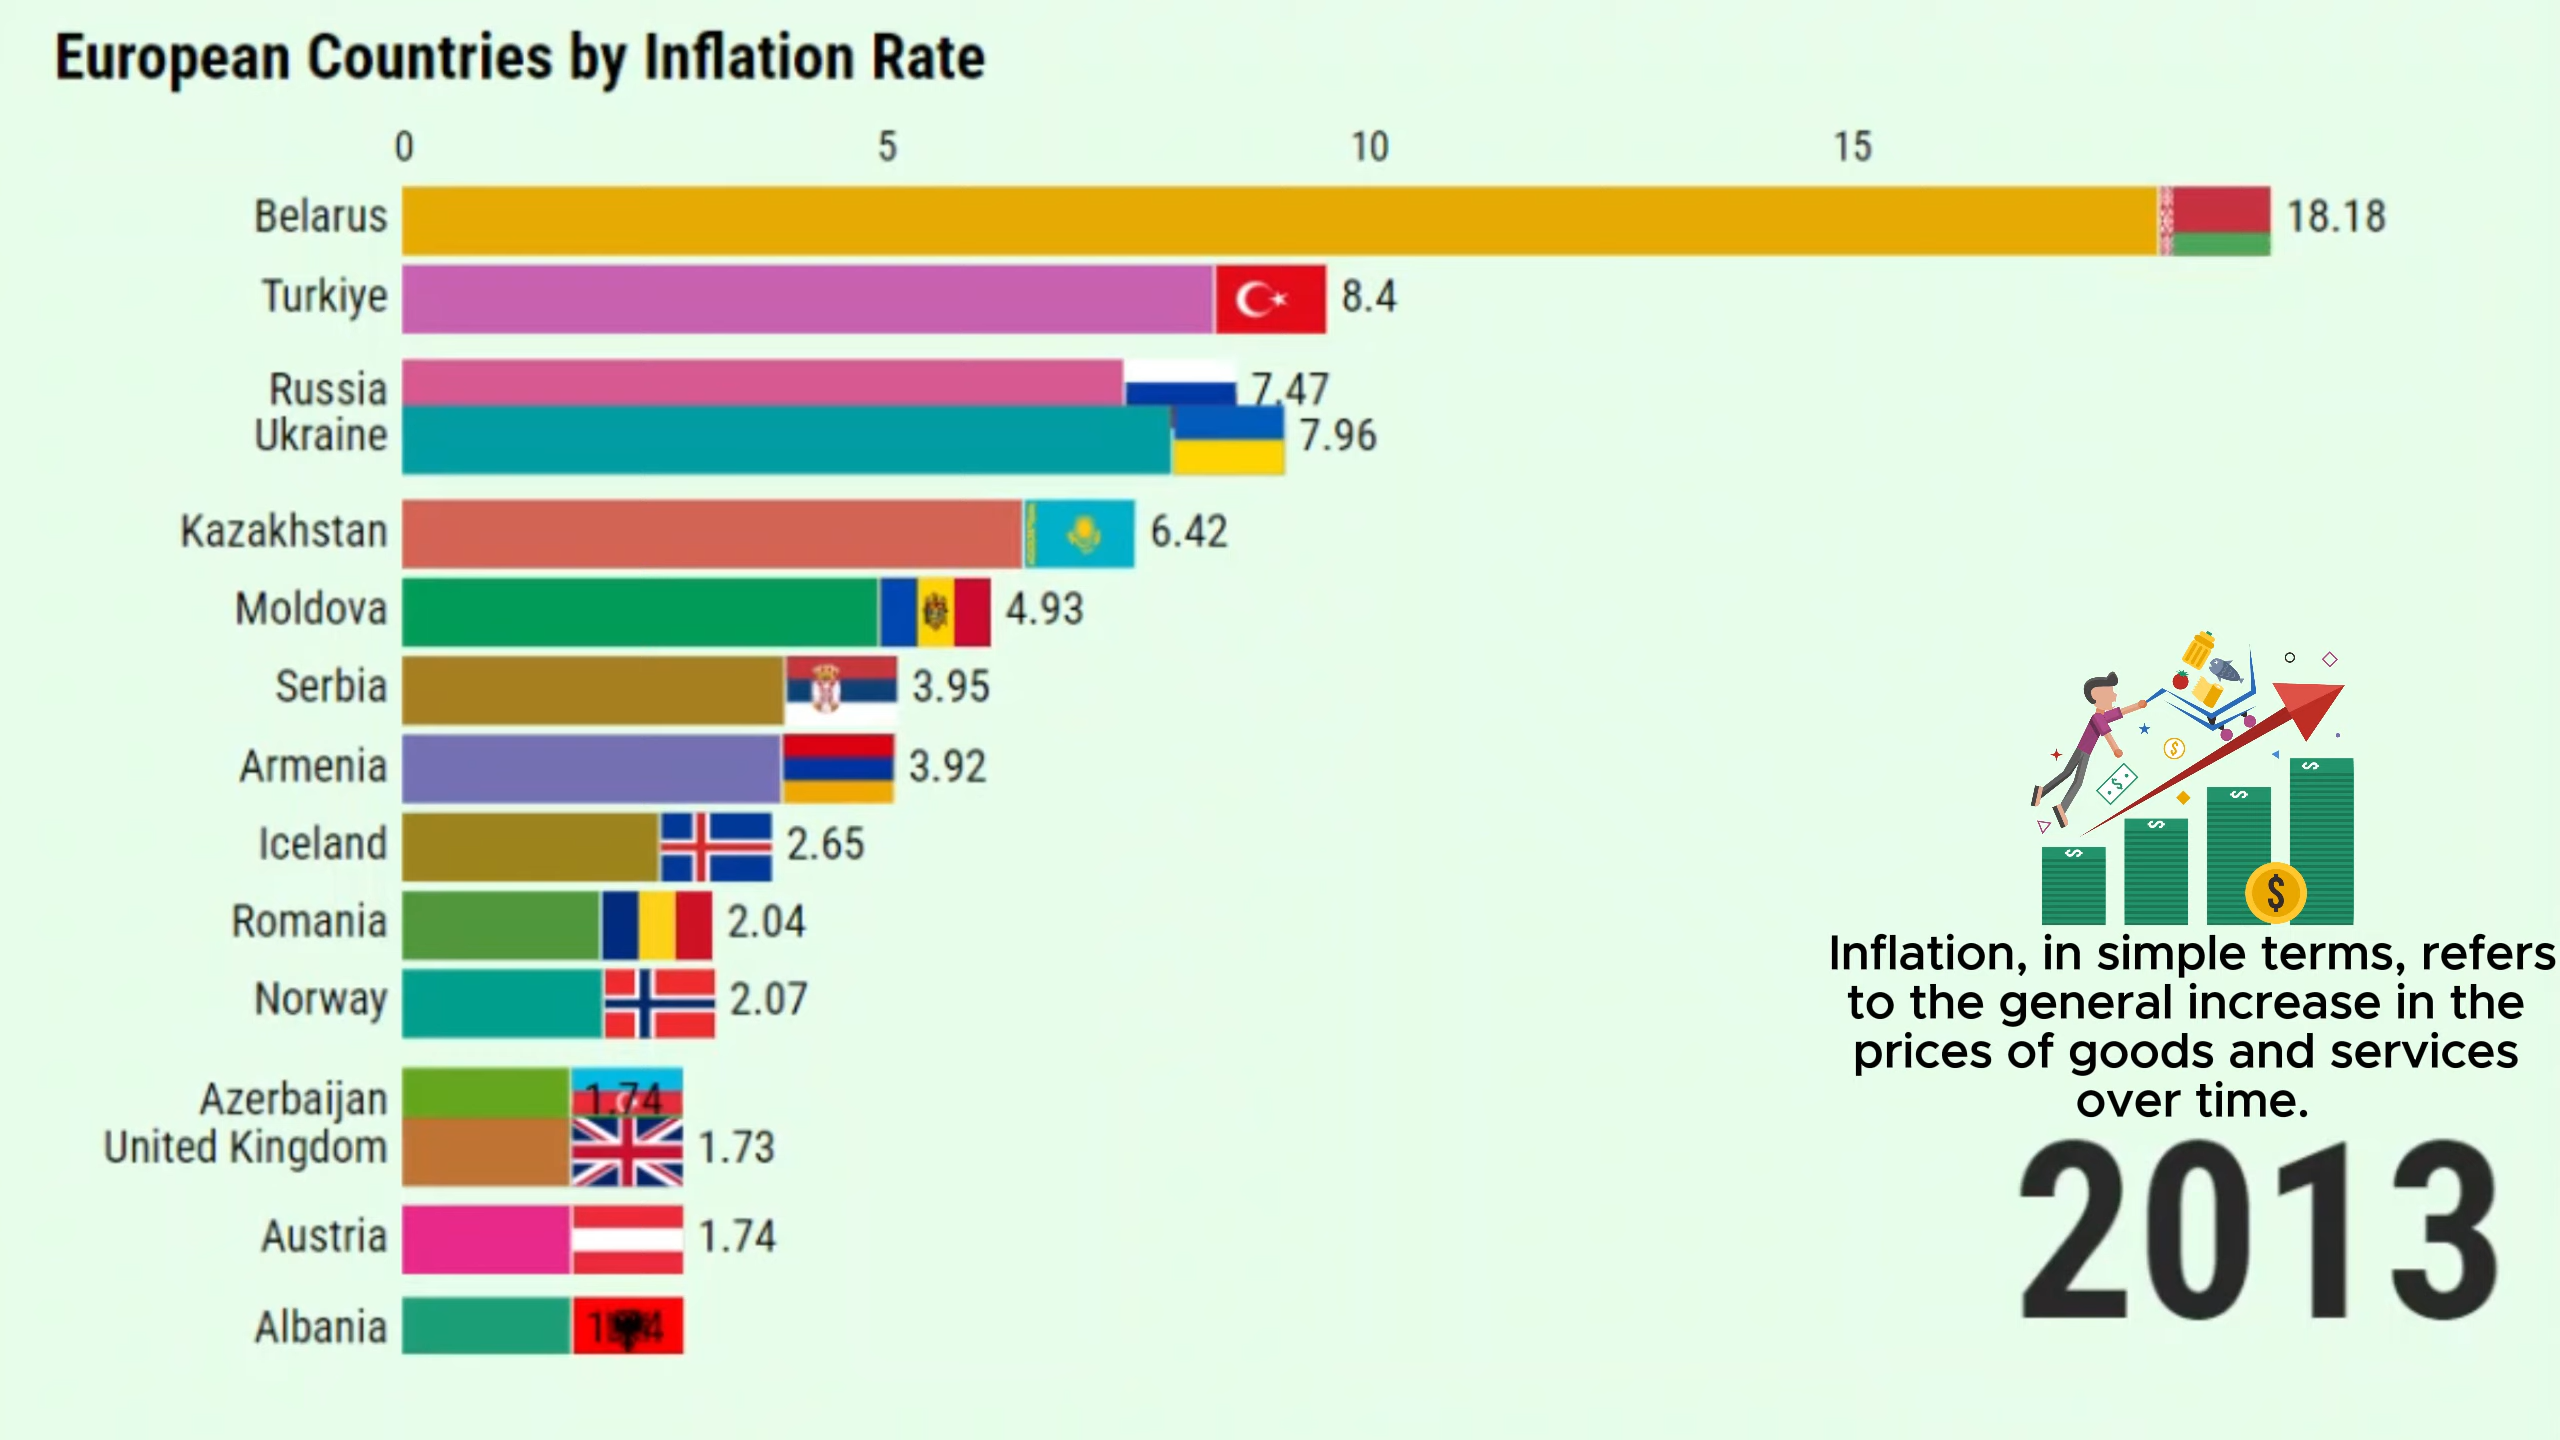 European Countries by Inflation Rate
0 5 10 15
Belarus 18.18
Turkiye 8.4
Russia 7.47
Ukraine 7.96
Kazakhstan 6.42
Moldova 4.93
Serbia 3.95
Armenia 3.92
Iceland 2.65
Romania 2.04
Norway 2.07
Azerbaijan 1.74
United Kingdom 1.73
Austria 1.74
Albania
Inflation, in simple terms, refers
to the general increase in the
prices of goods and services
over time.
2013